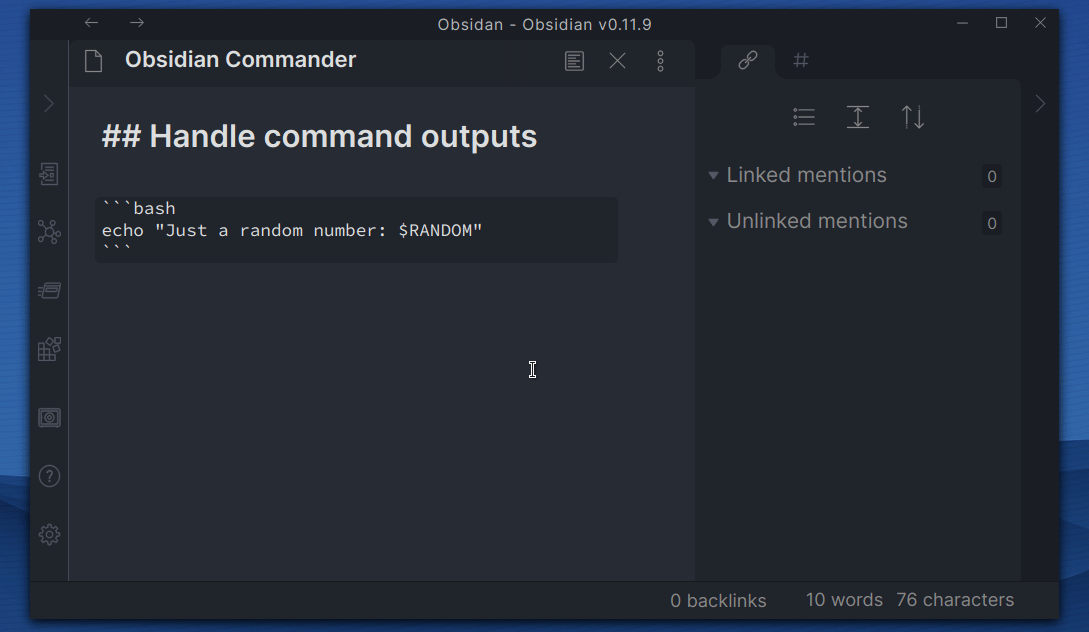 Obsidan - Obsidian v0.11.9
Obsidian Commander
## Handle command outputs
```bash
echo "Just a random number: $RANDOM"
```
Linked mentions 0
Unlinked mentions 0
0 backlinks 10 words 76 characters